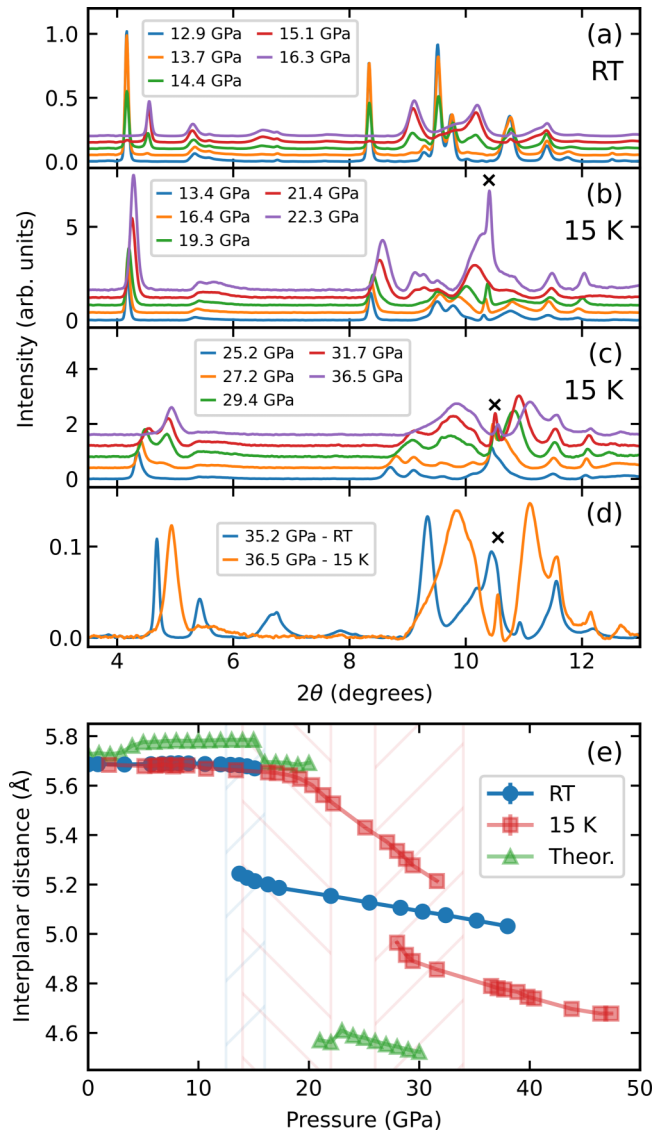 (a)
RT
12.9 GPa
13.7 GPa
14.4 GPa
15.1 GPa
16.3 GPa
1.0
0.5
0.0
(b)
15 K
13.4 GPa
16.4 GPa
19.3 GPa
21.4 GPa
22.3 GPa
5
0
Intensity (arb. units)
(c)
15 K
25.2 GPa
27.2 GPa
29.4 GPa
31.7 GPa
36.5 GPa
4
2
0
(d)
35.2 GPa - RT
36.5 GPa - 15 K
0.1
0.0
4 6 8 10 12
2θ (degrees)
(e)
RT
15 K
Theor.
5.8
5.6
5.4
5.2
5.0
4.8
4.6
Interplanar distance (Å)
0 10 20 30 40 50
Pressure (GPa)